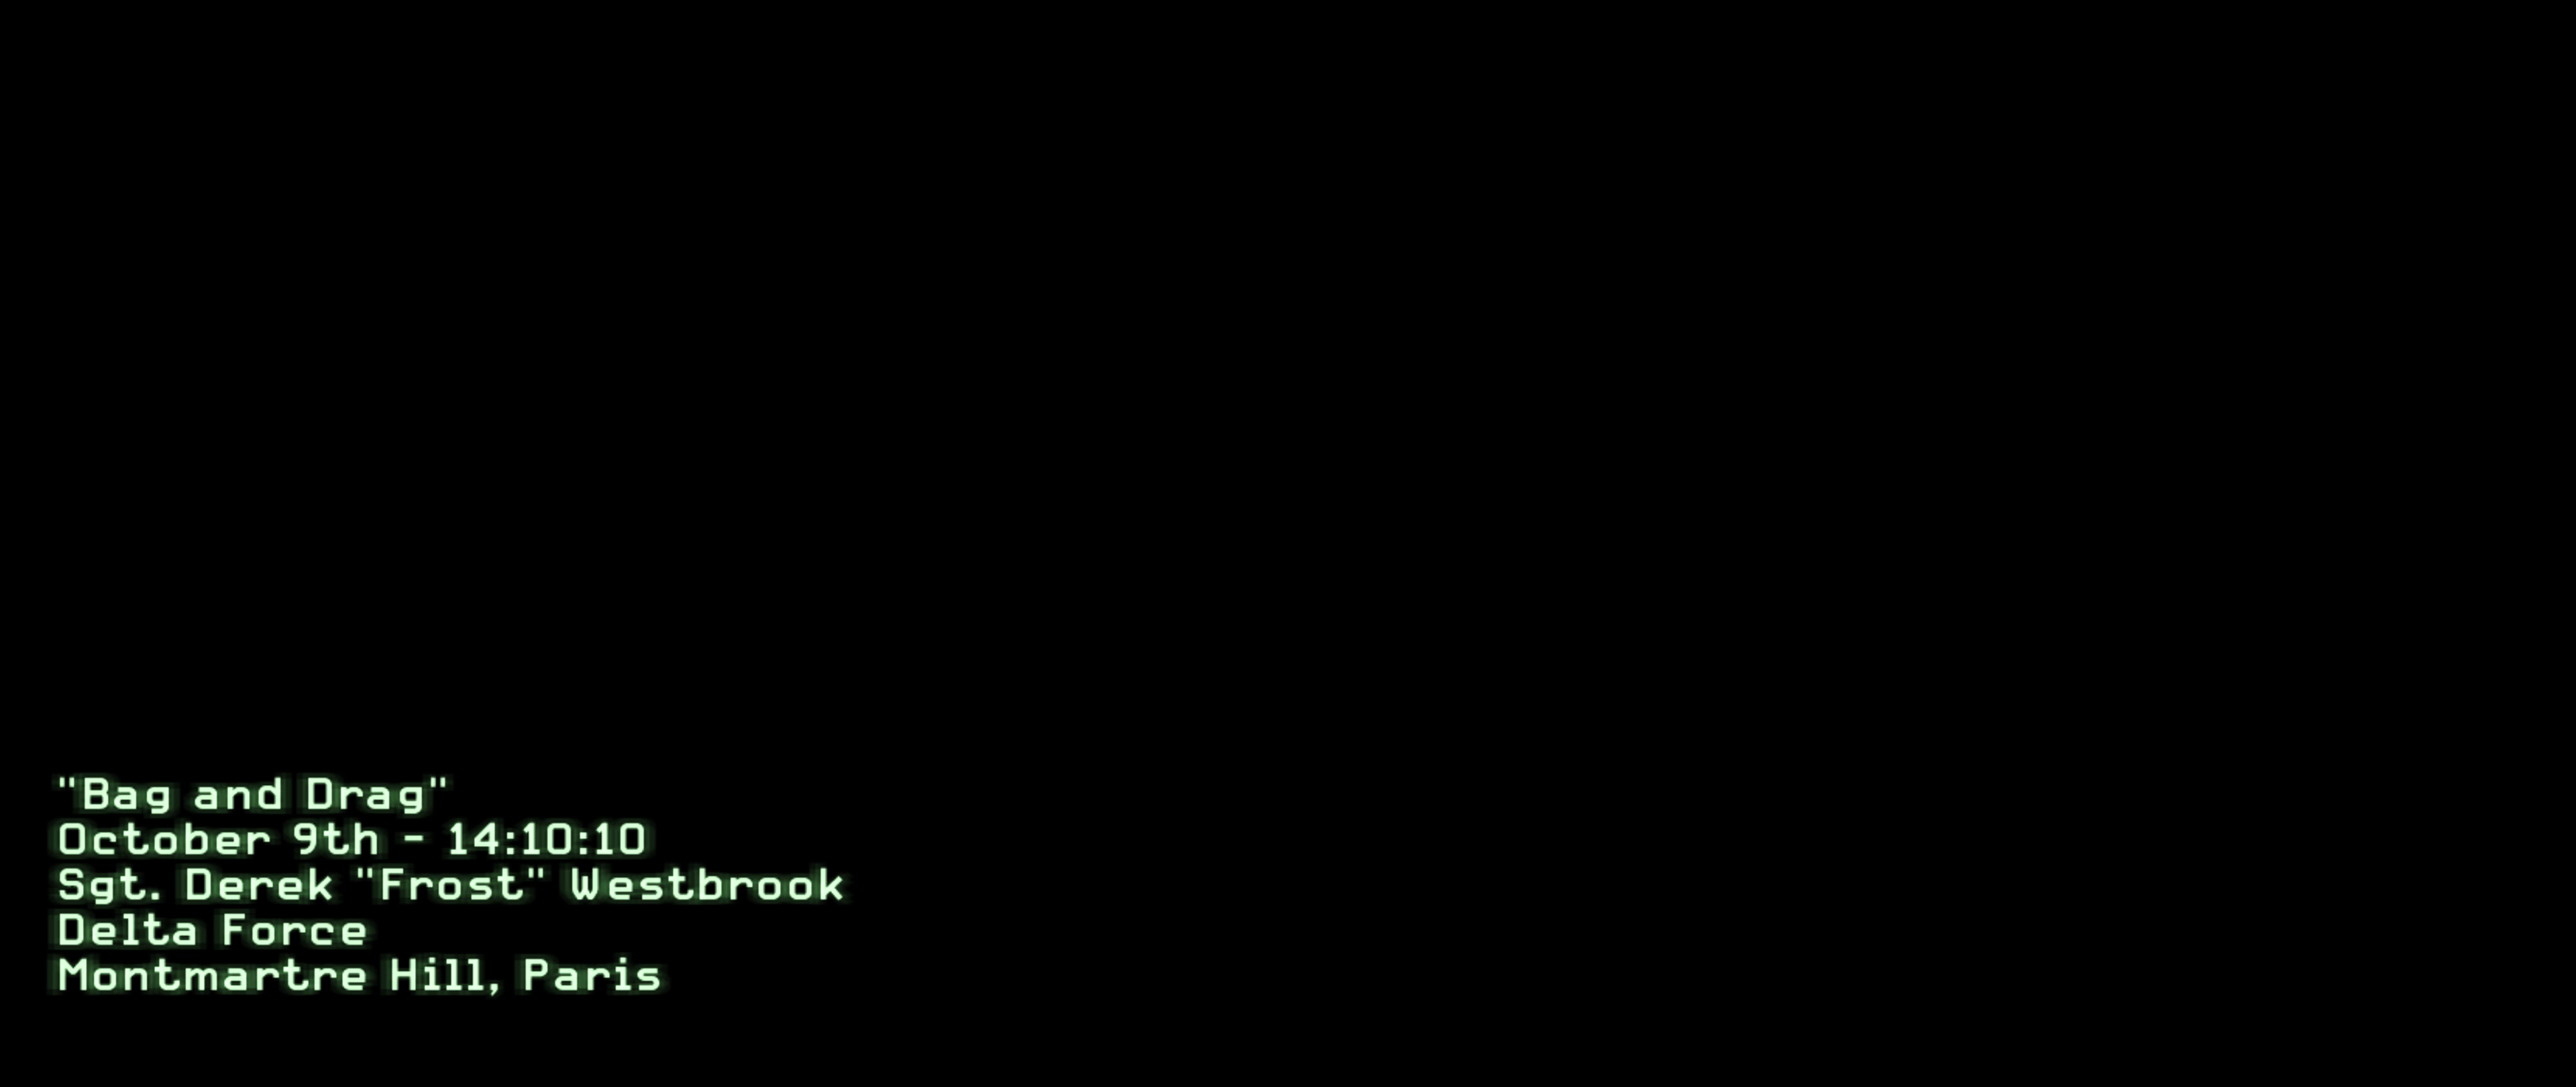 "Bag and Drag"
October 9th - 14:10:10
Sgt. Derek "Frost" Westbrook
Delta Force
Montmartre Hill, Paris